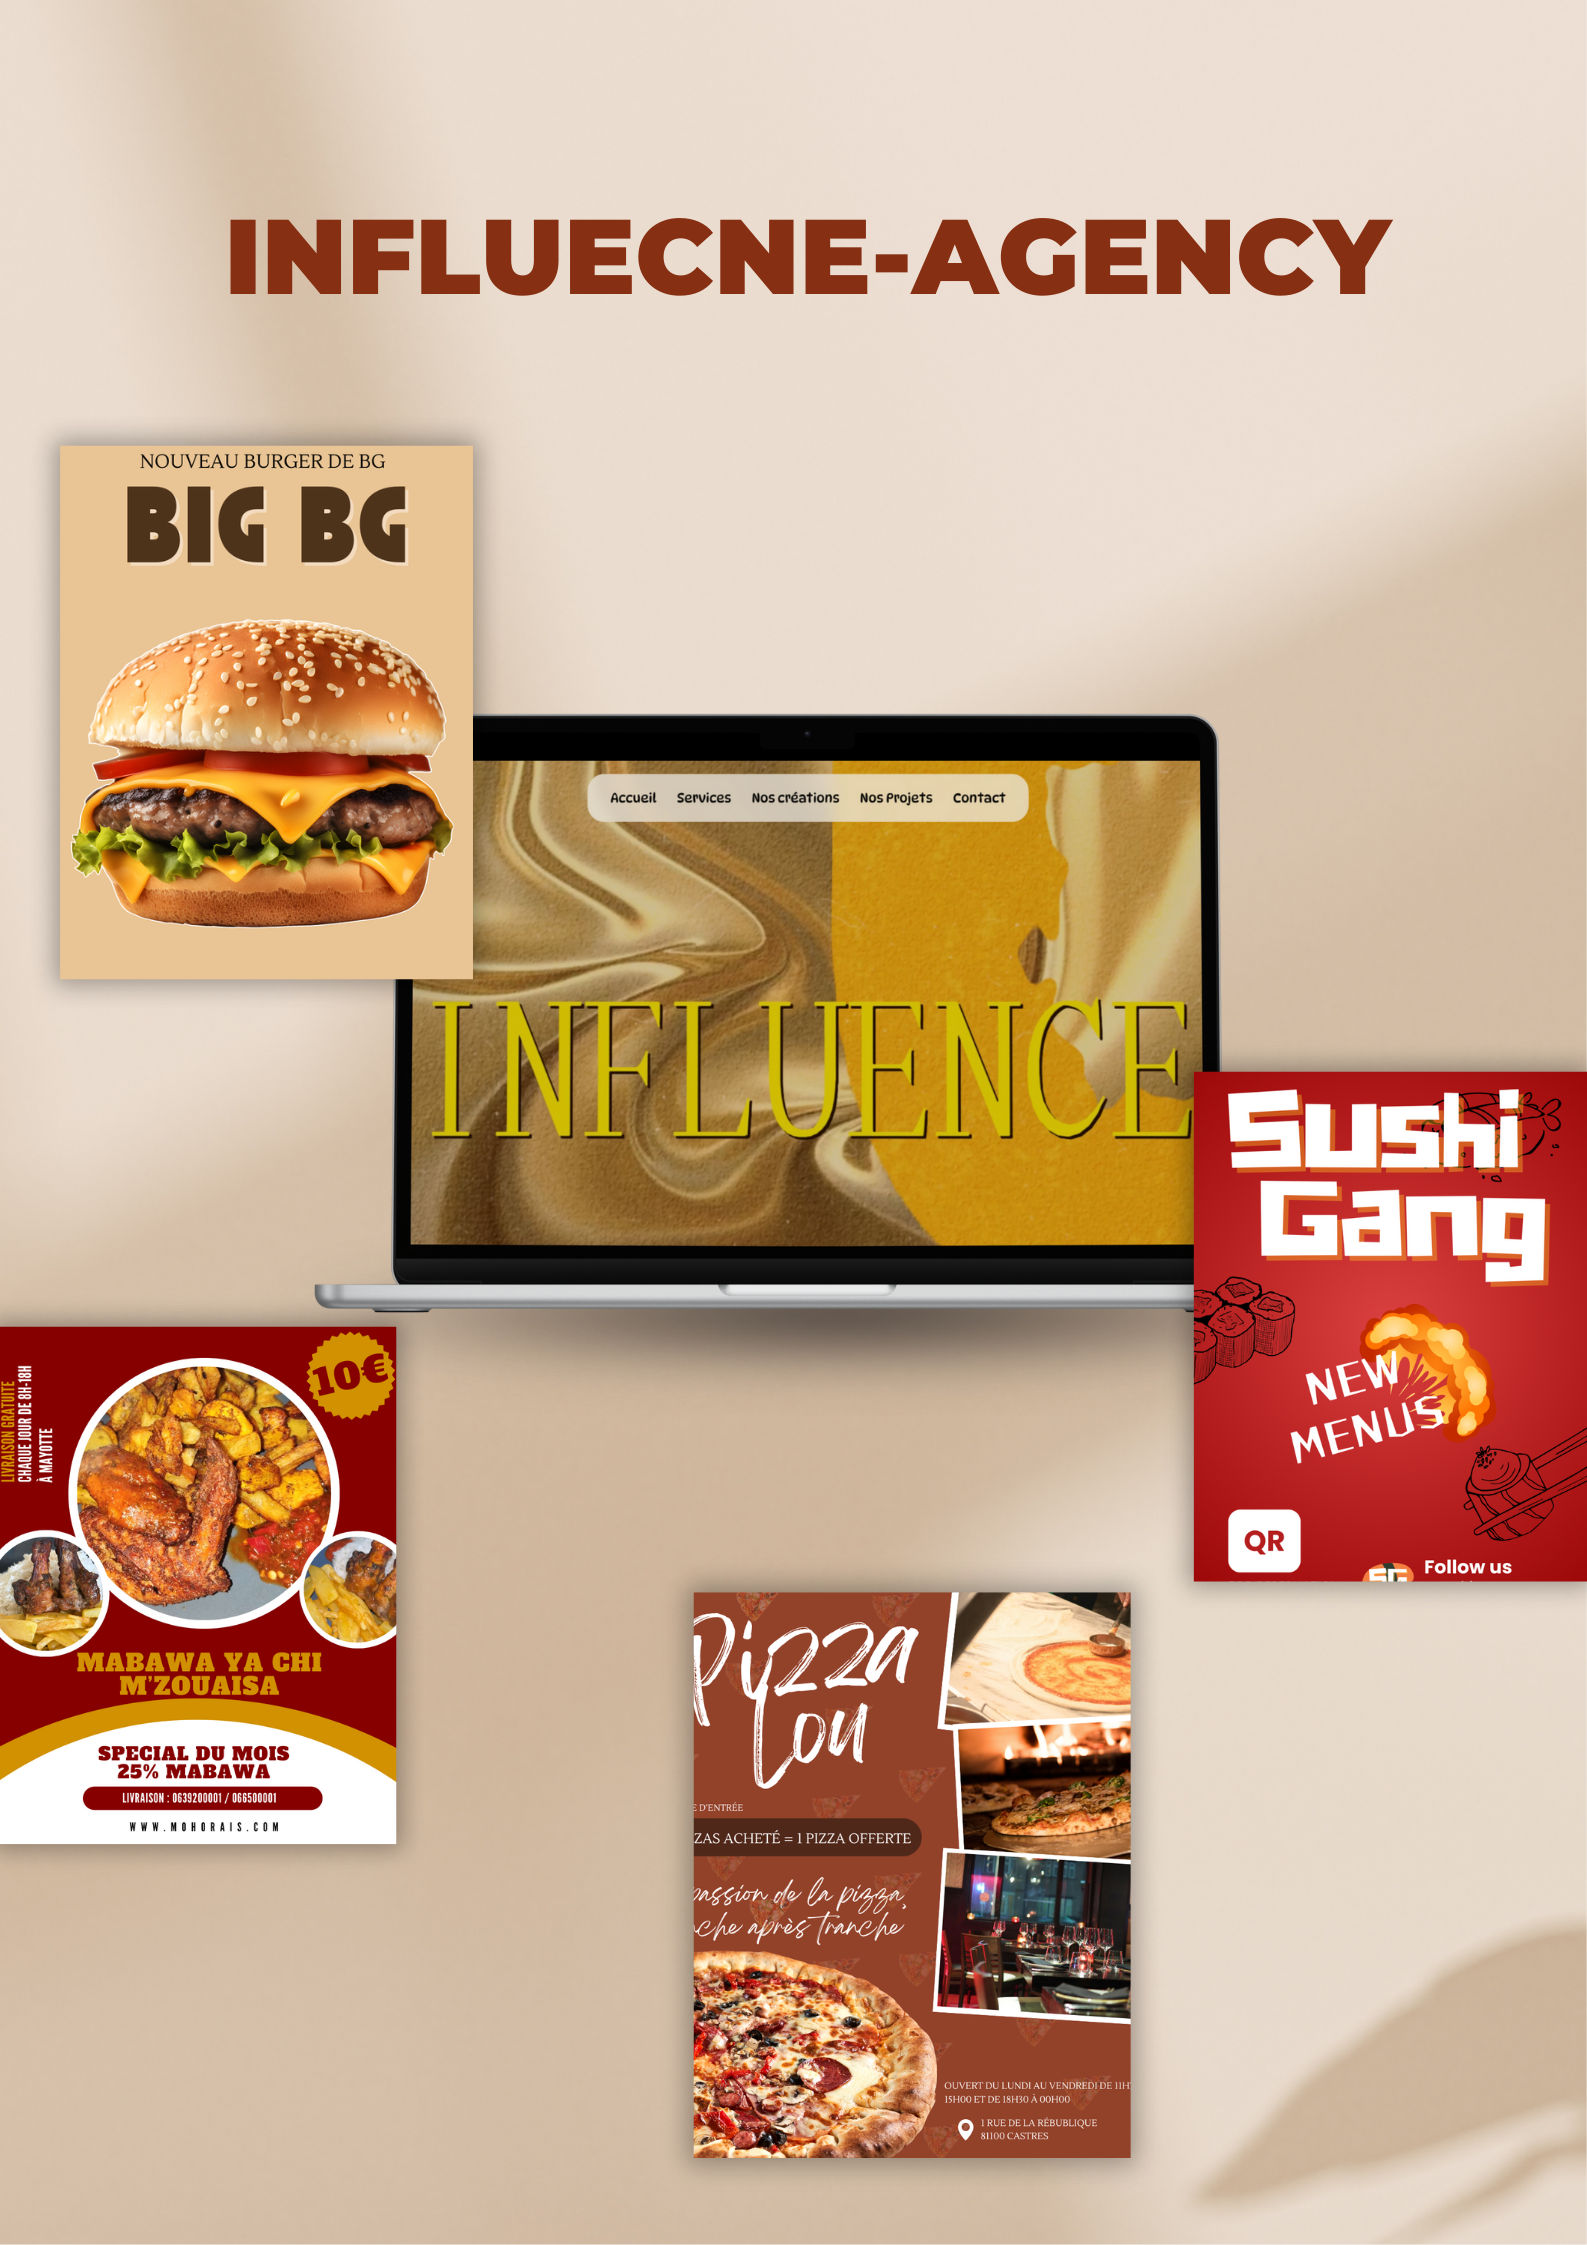 INFLUECNE-AGENCY
NOUVEAU BURGER DE BG
BIG BG
Accueil Services Nos créations Nos Projets Contact
INFLUENCE
Sushi
Gang
NEW
MENUS
QR
Follow us
SG
10€
LIVRAISON GRATUITE
CHAQUE JOUR DE 8H-18H
À MAYOTTE
MABAWA YA CHI
M'ZOUAISA
SPECIAL DU MOIS
25% MABAWA
LIVRAISON : 0639200001 / 066500001
WWW.MOHORAIS.COM
Pizza
Lou
E D'ENTRÉE
ZAS ACHETÉ = 1 PIZZA OFFERTE
passion de la pizza,
che après tranche
OUVERT DU LUNDI AU VENDREDI DE 11H
15H00 ET DE 18H30 À 00H00
1 RUE DE LA RÉBUBLIQUE
81100 CASTRES